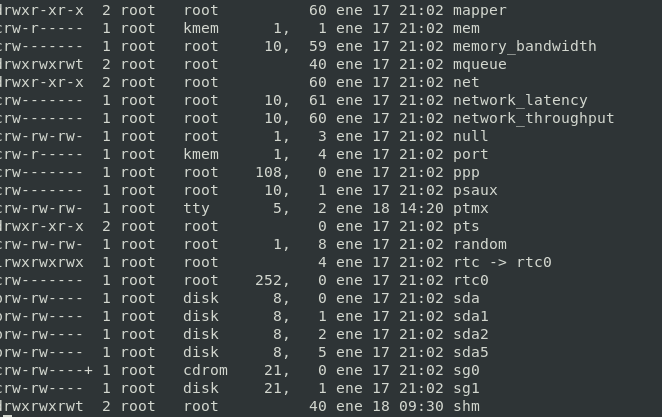 drwxr-xr-x 2 root root 60 ene 17 21:02 mapper
crw-r----- 1 root kmem 1, 1 ene 17 21:02 mem
crw------- 1 root root 10, 59 ene 17 21:02 memory_bandwidth
drwxrwxrwt 2 root root 40 ene 17 21:02 mqueue
drwxr-xr-x 2 root root 60 ene 17 21:02 net
crw------- 1 root root 10, 61 ene 17 21:02 network_latency
crw------- 1 root root 10, 60 ene 17 21:02 network_throughput
crw-rw-rw- 1 root root 1, 3 ene 17 21:02 null
crw-r----- 1 root kmem 1, 4 ene 17 21:02 port
crw------- 1 root root 108, 0 ene 17 21:02 ppp
crw------- 1 root root 10, 1 ene 17 21:02 psaux
crw-rw-rw- 1 root tty 5, 2 ene 18 14:20 ptmx
drwxr-xr-x 2 root root 0 ene 17 21:02 pts
crw-rw-rw- 1 root root 1, 8 ene 17 21:02 random
lrwxrwxrwx 1 root root 4 ene 17 21:02 rtc -> rtc0
crw------- 1 root root 252, 0 ene 17 21:02 rtc0
brw-rw---- 1 root disk 8, 0 ene 17 21:02 sda
brw-rw---- 1 root disk 8, 1 ene 17 21:02 sda1
brw-rw---- 1 root disk 8, 2 ene 17 21:02 sda2
brw-rw---- 1 root disk 8, 5 ene 17 21:02 sda5
crw-rw----+ 1 root cdrom 21, 0 ene 17 21:02 sg0
crw-rw---- 1 root disk 21, 1 ene 17 21:02 sg1
drwxrwxrwt 2 root root 40 ene 18 09:30 shm